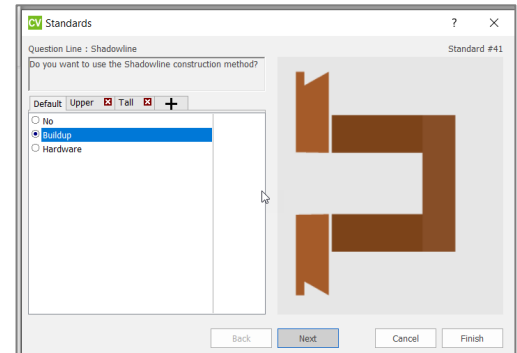 CV Standards ? ×
Question Line : Shadowline Standard #41
Do you want to use the Shadowline construction method?
Default Upper Tall +
No
Buildup
Hardware
Back Next Cancel Finish